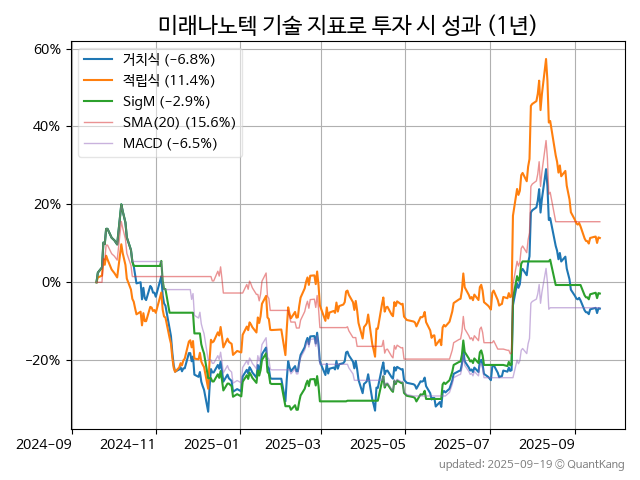 미래나노텍 기술 지표로 투자 시 성과 (1년)
60%
40%
20%
0%
−20%
거치식 (−6.8%)
적립식 (11.4%)
SigM (−2.9%)
SMA(20) (15.6%)
MACD (−6.5%)
2024-09 2024-11 2025-01 2025-03 2025-05 2025-07 2025-09
updated: 2025-09-19 © QuantKang